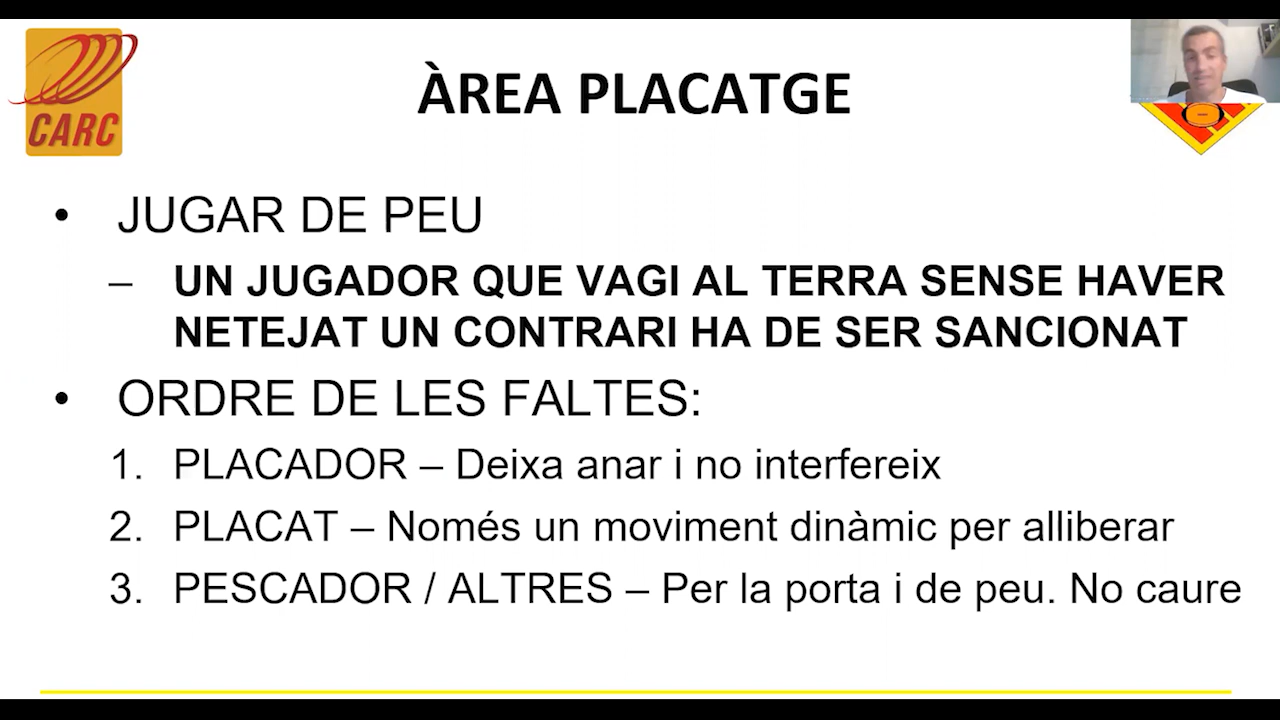 CARC
ÀREA PLACATGE
• JUGAR DE PEU
– UN JUGADOR QUE VAGI AL TERRA SENSE HAVER
NETEJAT UN CONTRARI HA DE SER SANCIONAT
• ORDRE DE LES FALTES:
1. PLACADOR – Deixa anar i no interfereix
2. PLACAT – Només un moviment dinàmic per alliberar
3. PESCADOR / ALTRES – Per la porta i de peu. No caure